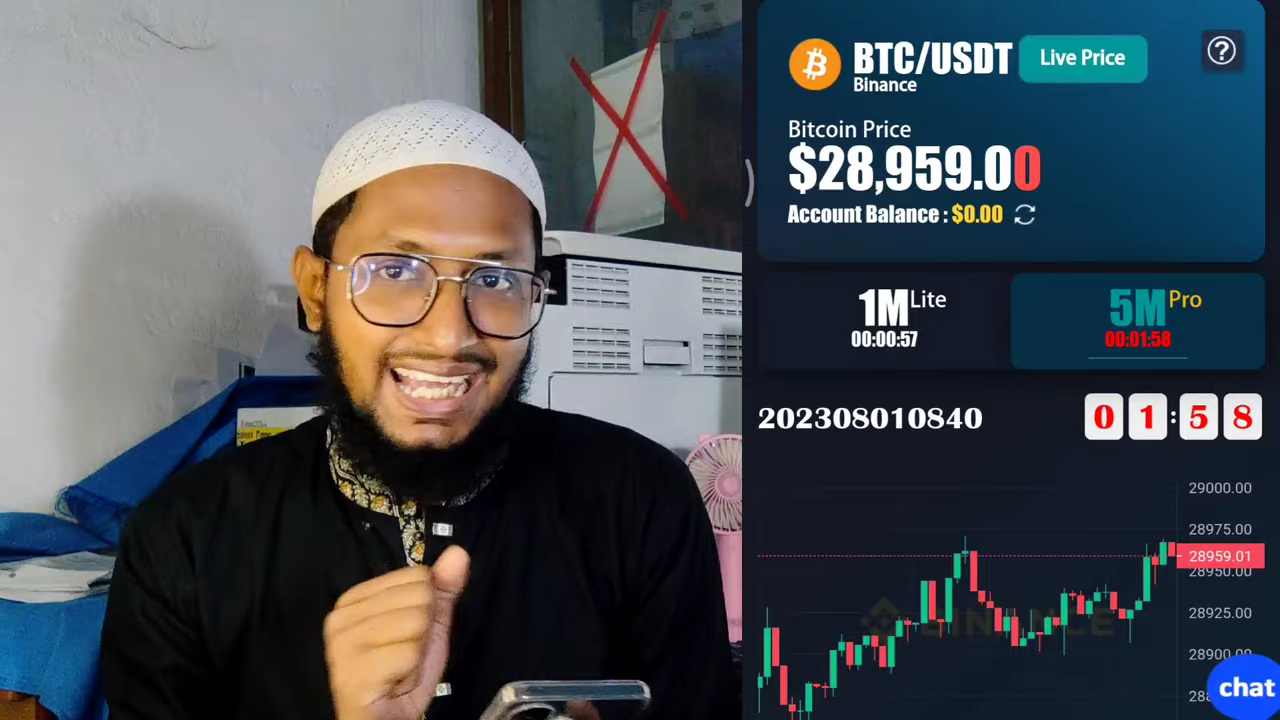 BTC/USDT
Live Price
?
Binance
Bitcoin Price
$28,959.00
Account Balance : $0.00
1M Lite
00:00:57
5M Pro
00:01:58
202308010840
01:58
29000.00
28975.00
28959.01
28950.00
28925.00
28900.00
chat